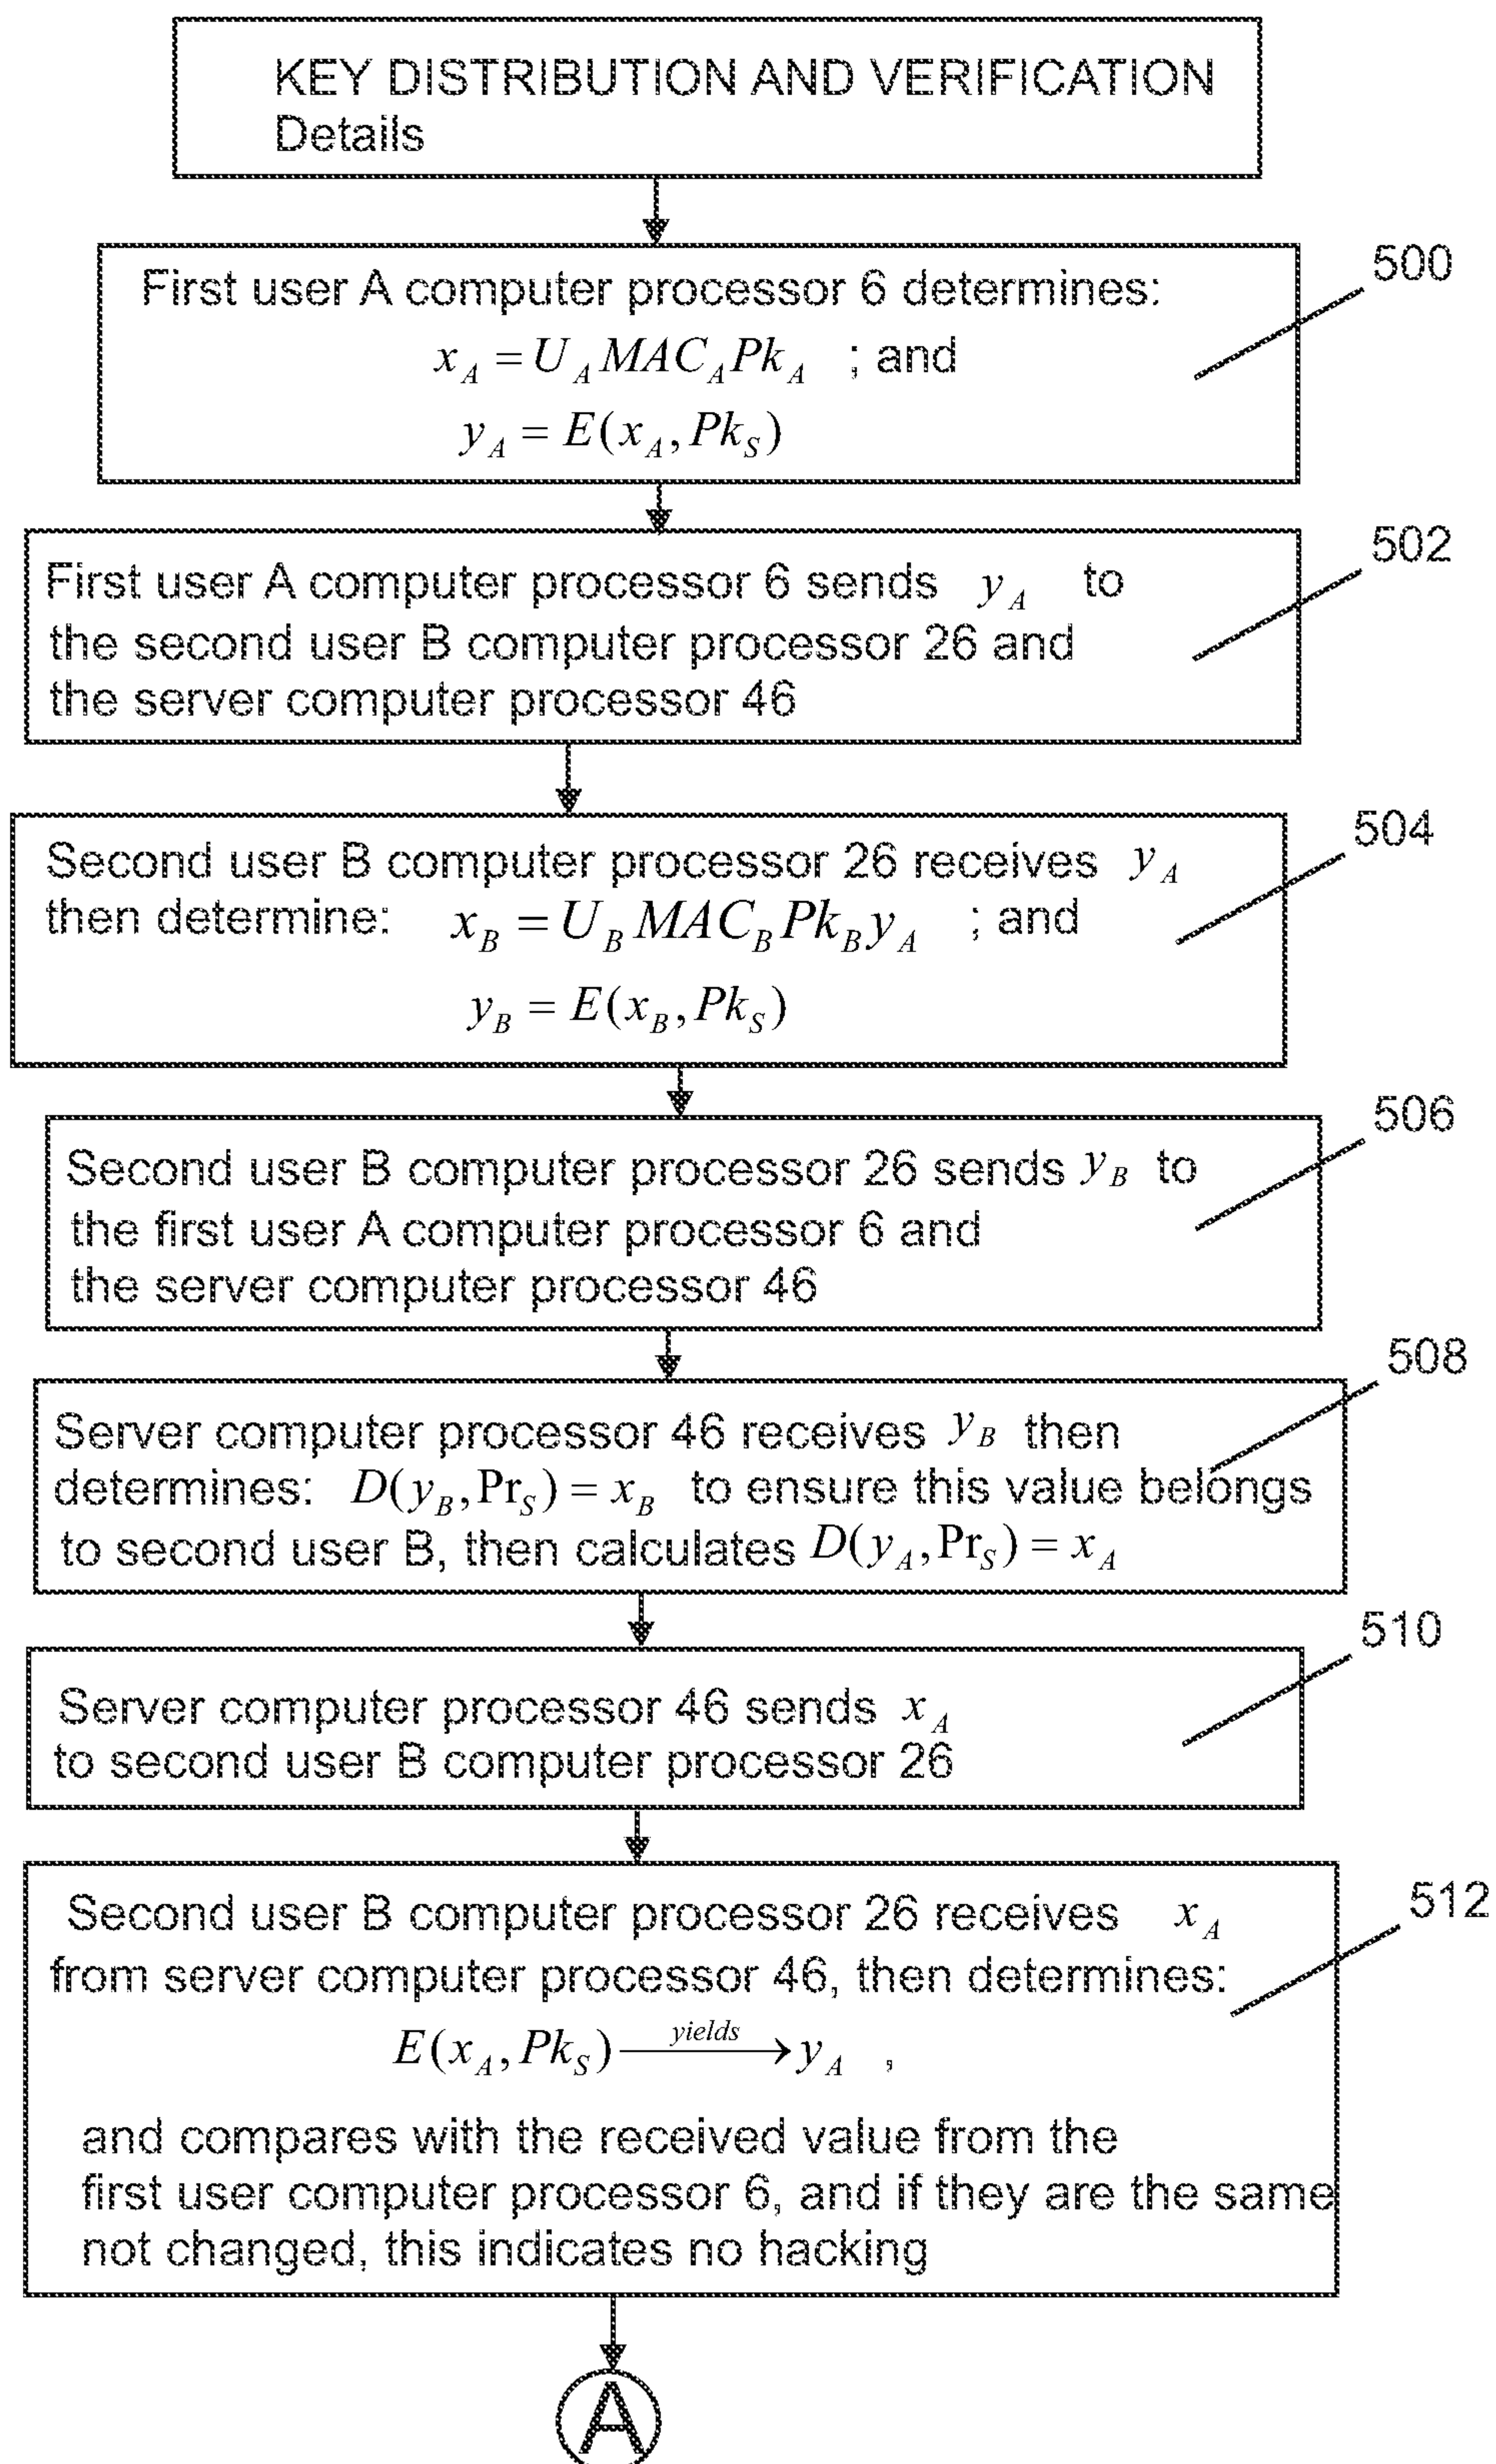 KEY DISTRIBUTION AND VERIFICATION
Details
500
First user A computer processor 6 determines:
x_A = U_A MAC_A Pk_A ; and
y_A = E(x_A, Pk_S)
502
First user A computer processor 6 sends y_A to
the second user B computer processor 26 and
the server computer processor 46
504
Second user B computer processor 26 receives y_A
then determine: x_B = U_B MAC_B Pk_B y_A ; and
y_B = E(x_B, Pk_S)
506
Second user B computer processor 26 sends y_B to
the first user A computer processor 6 and
the server computer processor 46
508
Server computer processor 46 receives y_B then
determines: D(y_B, Pr_S) = x_B to ensure this value belongs
to second user B, then calculates D(y_A, Pr_S) = x_A
510
Server computer processor 46 sends x_A
to second user B computer processor 26
512
Second user B computer processor 26 receives x_A
from server computer processor 46, then determines:
E(x_A, Pk_S) yields→ y_A ,
and compares with the received value from the
first user computer processor 6, and if they are the same
not changed, this indicates no hacking
A